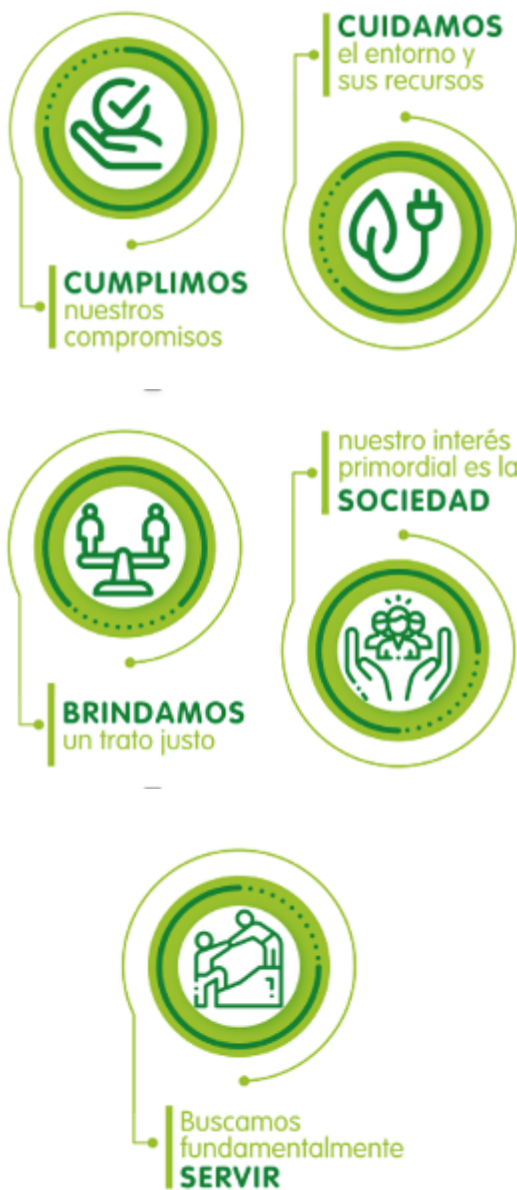 CUIDAMOS
el entorno y
sus recursos
CUMPLIMOS
nuestros
compromisos
nuestro interés
primordial es la
SOCIEDAD
BRINDAMOS
un trato justo
Buscamos
fundamentalmente
SERVIR